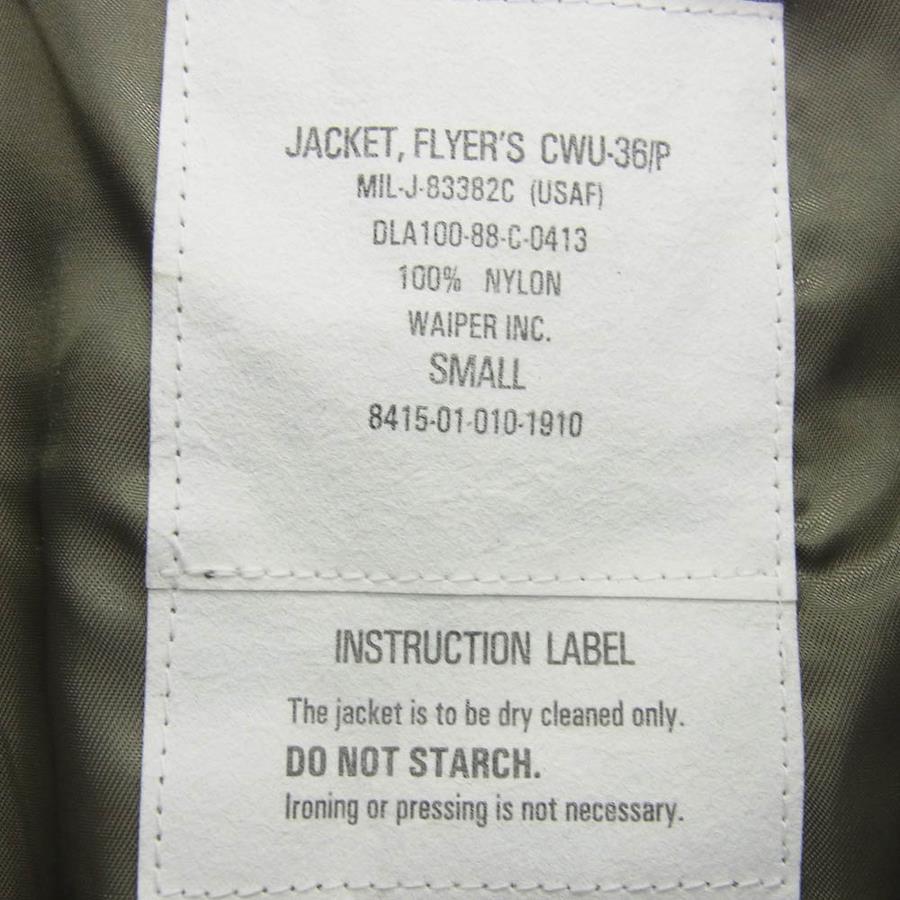 JACKET, FLYER'S CWU-36/P
MIL-J-83382C (USAF)
DLA100-88-C-0413
100% NYLON
WAIPER INC.
SMALL
8415-01-010-1910
INSTRUCTION LABEL
The jacket is to be dry cleaned only.
DO NOT STARCH.
Ironing or pressing is not necessary.